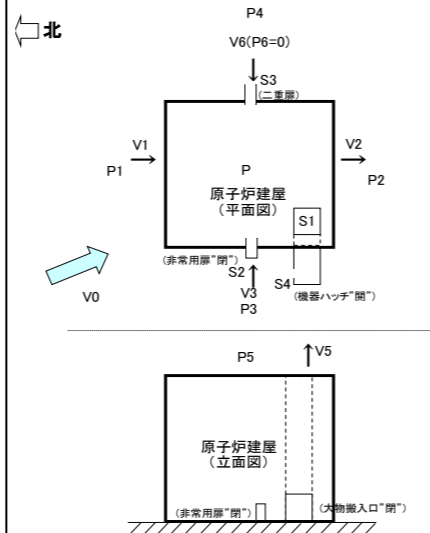 北
P4
V6(P6=0)
S3
(二重扉)
V1
P1
V2
P2
P
原子炉建屋
(平面図)
S1
(非常用扉"閉")
S2
S4
V3
P3
(機器ハッチ"開")
V0
P5
V5
原子炉建屋
(立面図)
(非常用扉"閉")
(大物搬入口"閉")